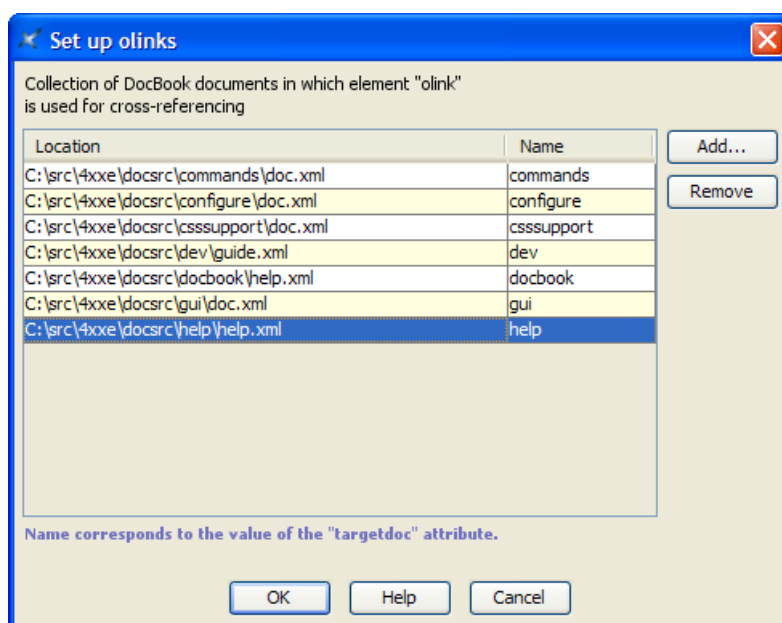 Set up olinks
Collection of DocBook documents in which element "olink"
is used for cross-referencing
Location Name
C:\src\4xxe\docsrc\commands\doc.xml commands
C:\src\4xxe\docsrc\configure\doc.xml configure
C:\src\4xxe\docsrc\csssupport\doc.xml csssupport
C:\src\4xxe\docsrc\dev\guide.xml dev
C:\src\4xxe\docsrc\docbook\help.xml docbook
C:\src\4xxe\docsrc\gui\doc.xml gui
C:\src\4xxe\docsrc\help\help.xml help
Add...
Remove
Name corresponds to the value of the "targetdoc" attribute.
OK Help Cancel